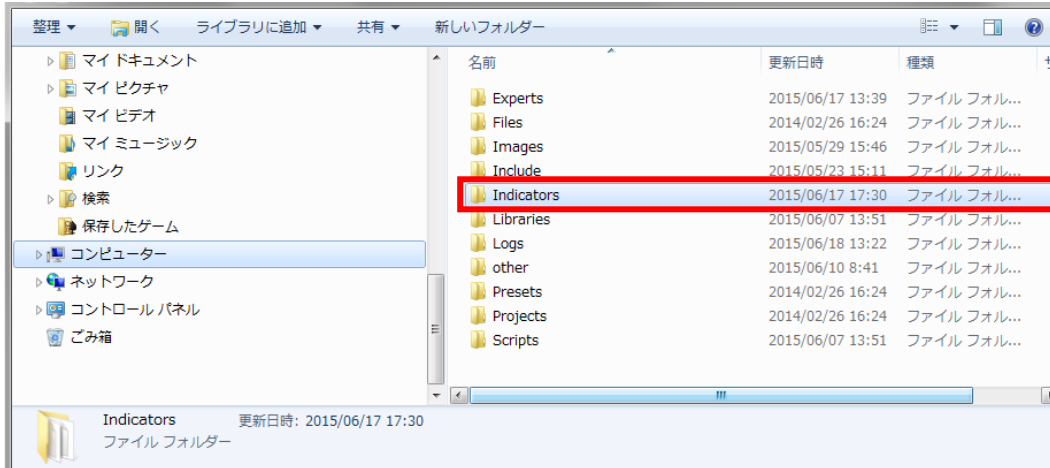 整理 ▼ 開く ライブラリに追加 ▼ 共有 ▼ 新しいフォルダー
マイ ドキュメント
マイ ピクチャ
マイ ビデオ
マイ ミュージック
リンク
検索
保存したゲーム
コンピューター
ネットワーク
コントロール パネル
ごみ箱
名前 更新日時 種類
Experts 2015/06/17 13:39 ファイル フォル...
Files 2014/02/26 16:24 ファイル フォル...
Images 2015/05/29 15:46 ファイル フォル...
Include 2015/05/23 15:11 ファイル フォル...
Indicators 2015/06/17 17:30 ファイル フォル...
Libraries 2015/06/07 13:51 ファイル フォル...
Logs 2015/06/18 13:22 ファイル フォル...
other 2015/06/10 8:41 ファイル フォル...
Presets 2014/02/26 16:24 ファイル フォル...
Projects 2014/02/26 16:24 ファイル フォル...
Scripts 2015/06/07 13:51 ファイル フォル...
Indicators 更新日時: 2015/06/17 17:30
ファイル フォルダー